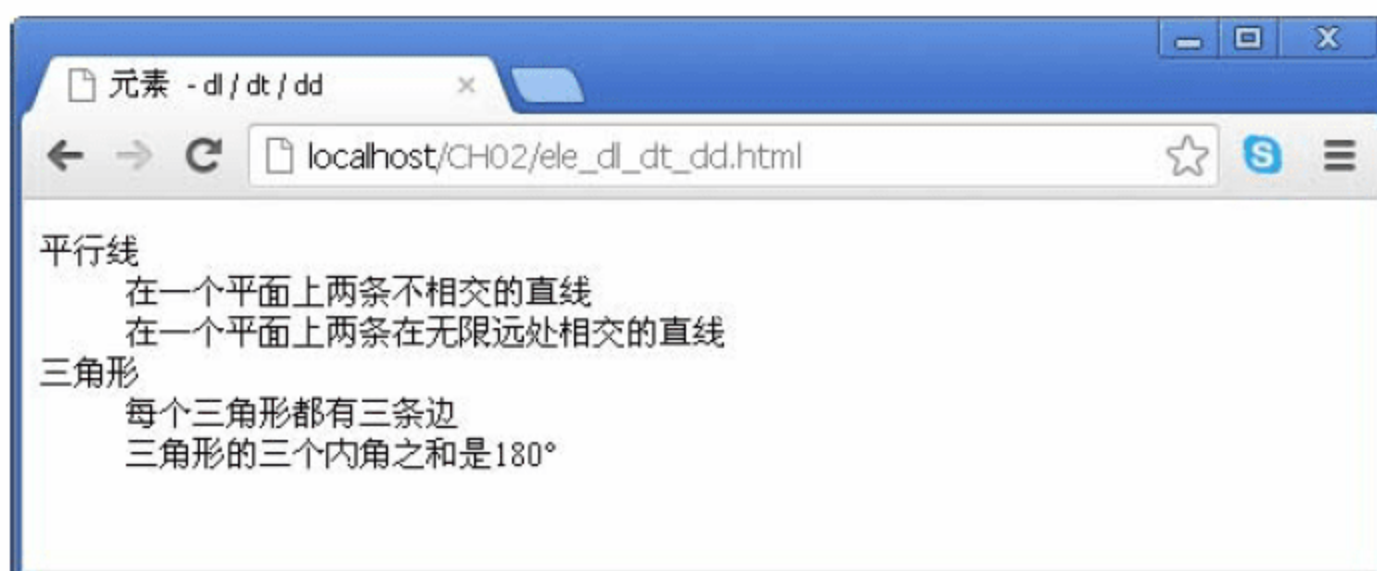 元素 - dl / dt / dd
localhost/CH02/ele_dl_dt_dd.html
平行线
在一个平面上两条不相交的直线
在一个平面上两条在无限远处相交的直线
三角形
每个三角形都有三条边
三角形的三个内角之和是180°